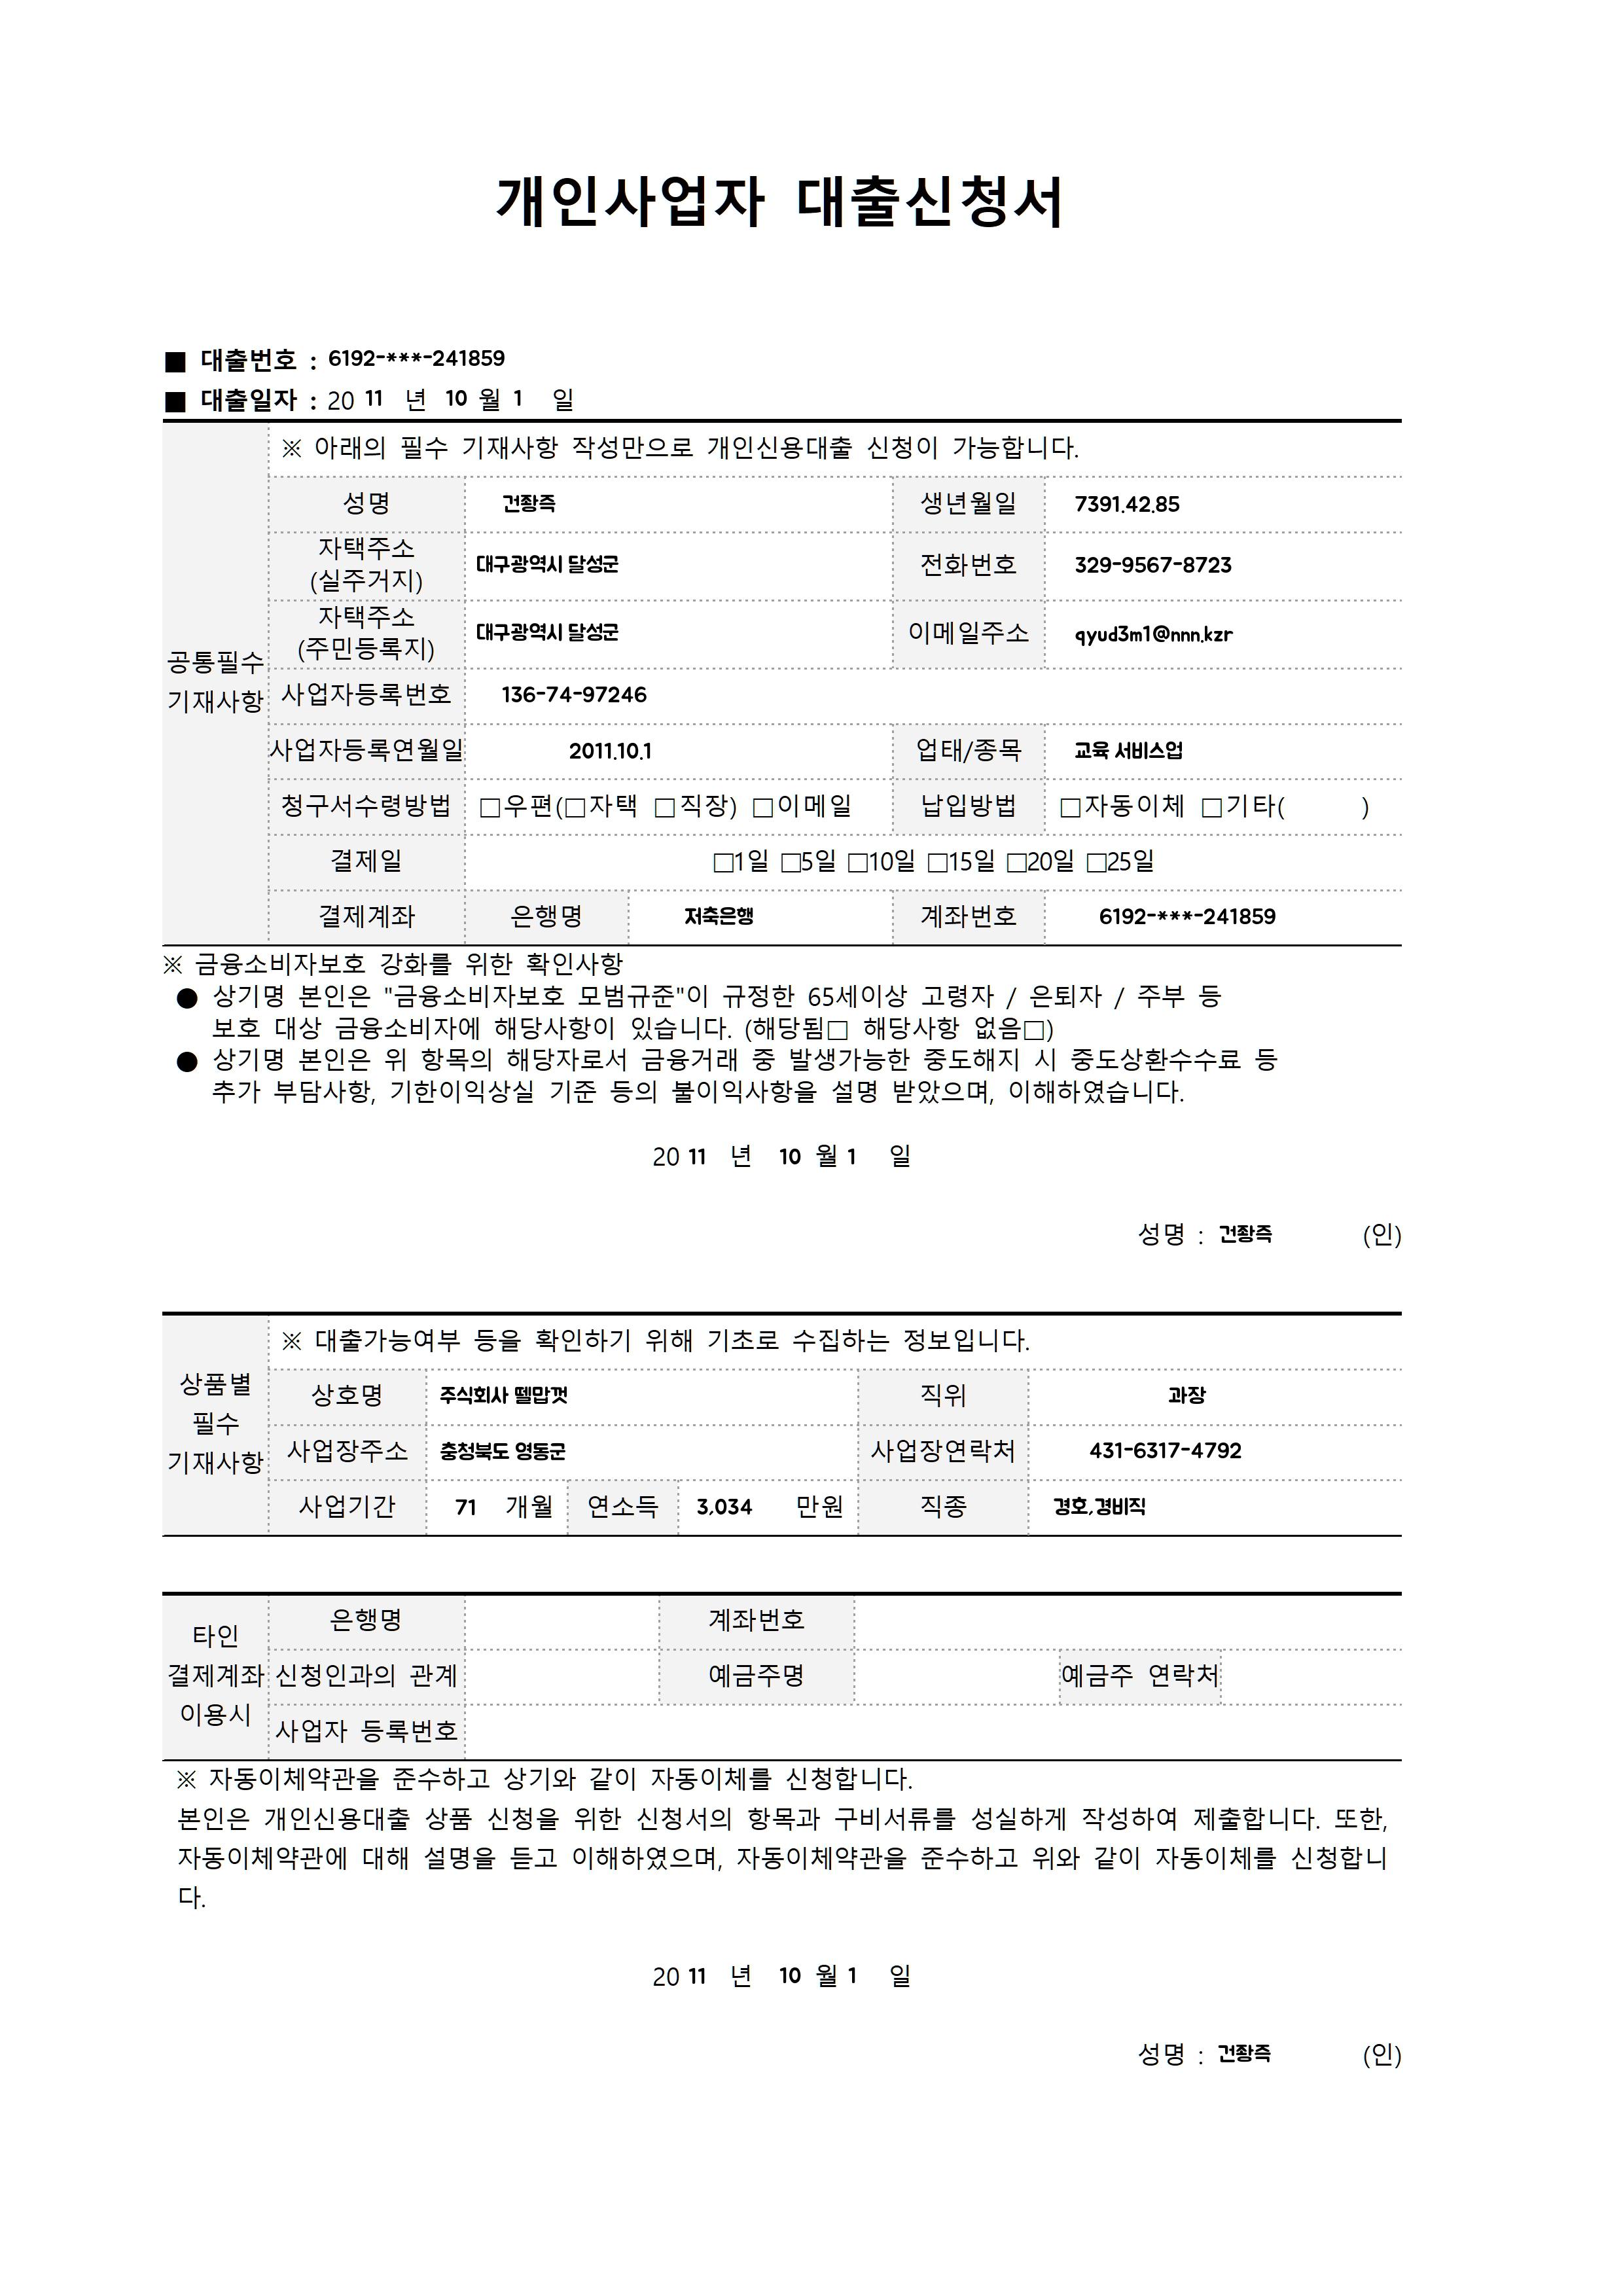 개인사업자 대출신청서
■ 대출번호 : 6192-***-241859
■ 대출일자 : 20 11 년 10 월 1 일
※ 아래의 필수 기재사항 작성만으로 개인신용대출 신청이 가능합니다.
공통필수
기재사항
성명 건좡즉 생년월일 7391.42.85
자택주소
(실주거지) 대구광역시 달성군 전화번호 329-9567-8723
자택주소
(주민등록지) 대구광역시 달성군 이메일주소 qyud3m1@nnn.kzr
사업자등록번호 136-74-97246
사업자등록연월일 2011.10.1 업태/종목 교육 서비스업
청구서수령방법 □우편(□자택 □직장) □이메일 납입방법 □자동이체 □기타( )
결제일 □1일 □5일 □10일 □15일 □20일 □25일
결제계좌 은행명 저축은행 계좌번호 6192-***-241859
※ 금융소비자보호 강화를 위한 확인사항
● 상기명 본인은 "금융소비자보호 모범규준"이 규정한 65세이상 고령자 / 은퇴자 / 주부 등
보호 대상 금융소비자에 해당사항이 있습니다. (해당됨□ 해당사항 없음□)
● 상기명 본인은 위 항목의 해당자로서 금융거래 중 발생가능한 중도해지 시 중도상환수수료 등
추가 부담사항, 기한이익상실 기준 등의 불이익사항을 설명 받았으며, 이해하였습니다.
20 11 년 10 월 1 일
성명 : 건좡즉 (인)
※ 대출가능여부 등을 확인하기 위해 기초로 수집하는 정보입니다.
상품별
필수
기재사항
상호명 주식회사 뗄맙껏 직위 과장
사업장주소 충청북도 영동군 사업장연락처 431-6317-4792
사업기간 71 개월 연소득 3,034 만원 직종 경호,경비직
타인
결제계좌
이용시
은행명 계좌번호
신청인과의 관계 예금주명 예금주 연락처
사업자 등록번호
※ 자동이체약관을 준수하고 상기와 같이 자동이체를 신청합니다.
본인은 개인신용대출 상품 신청을 위한 신청서의 항목과 구비서류를 성실하게 작성하여 제출합니다. 또한,
자동이체약관에 대해 설명을 듣고 이해하였으며, 자동이체약관을 준수하고 위와 같이 자동이체를 신청합니
다.
20 11 년 10 월 1 일
성명 : 건좡즉 (인)